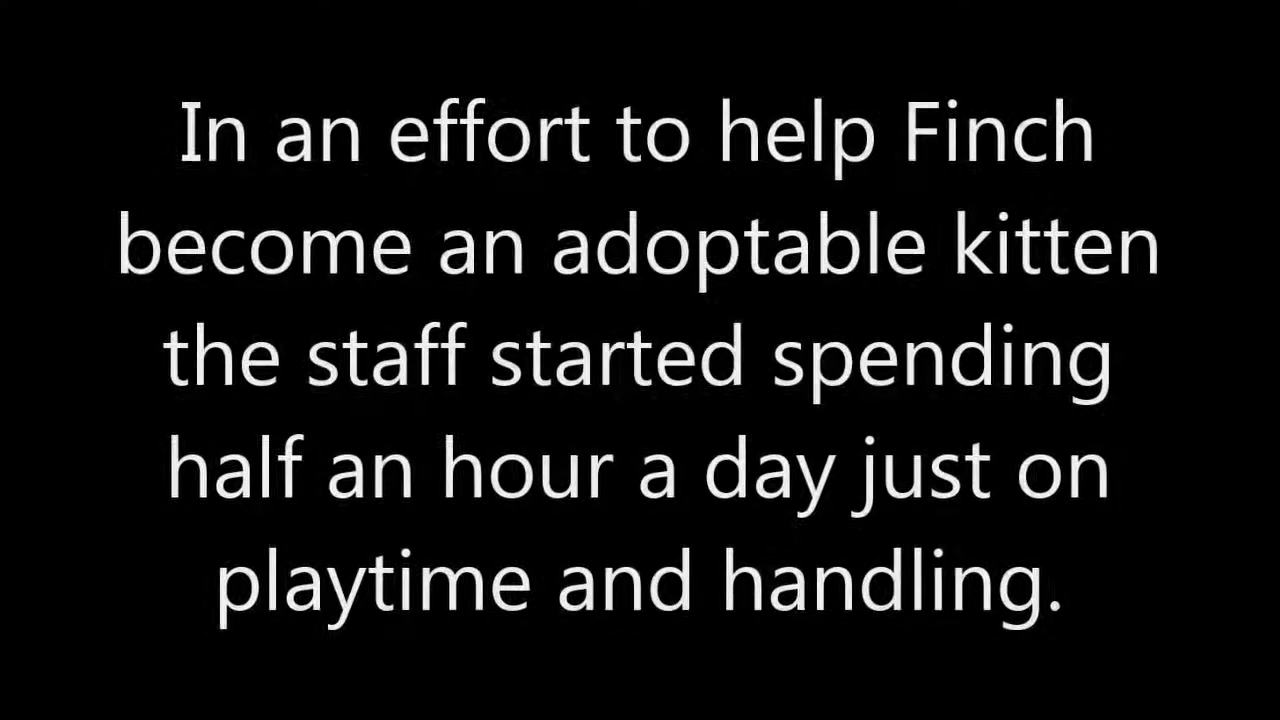 In an effort to help Finch
become an adoptable kitten
the staff started spending
half an hour a day just on
playtime and handling.